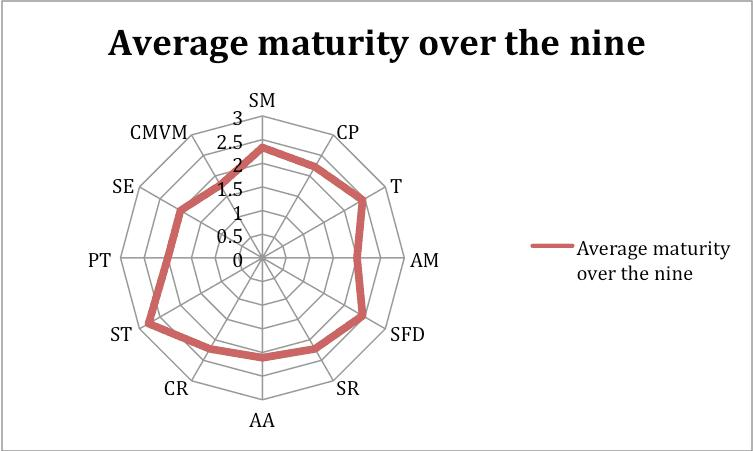 Average maturity over the nine
SM
CP
T
AM
SFD
SR
AA
CR
ST
PT
SE
CMVM
3
2.5
2
1.5
1
0.5
0
Average maturity
over the nine